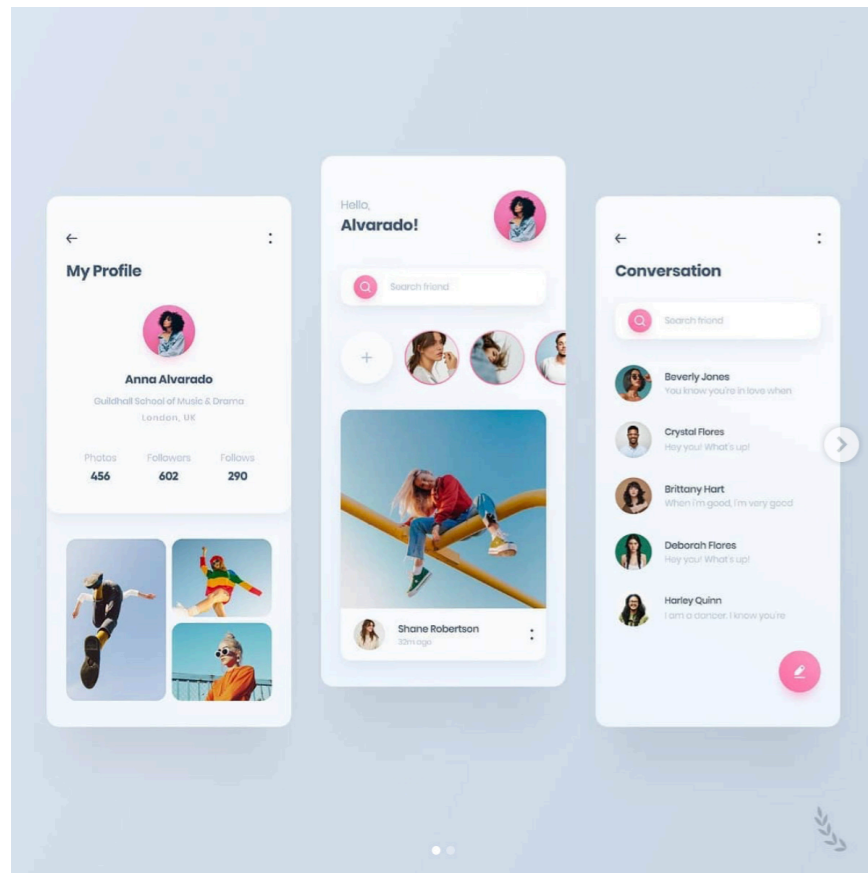 My Profile
Anna Alvarado
Guildhall School of Music & Drama
London, UK
Photos Followers Follows
456 602 290
Hello,
Alvarado!
Search friend
Shane Robertson
32m ago
Conversation
Search friend
Beverly Jones
You know you're in love when
Crystal Flores
Hey you! What's up!
Brittany Hart
When i'm good, i'm very good
Deborah Flores
Hey you! What's up!
Harley Quinn
I am a dancer. I know you're